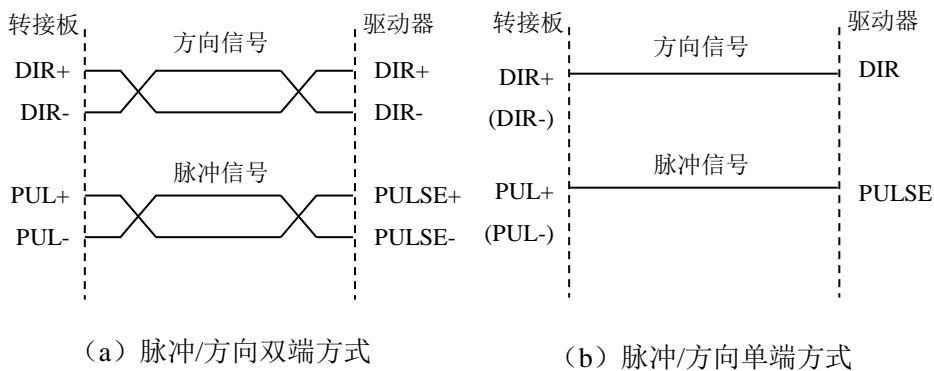 转接板
驱动器
方向信号
DIR+
DIR+
DIR-
DIR-
脉冲信号
PUL+
PULSE+
PUL-
PULSE-
（a）脉冲/方向双端方式
转接板
驱动器
方向信号
DIR+
DIR
(DIR-)
脉冲信号
PUL+
PULSE
(PUL-)
（b）脉冲/方向单端方式